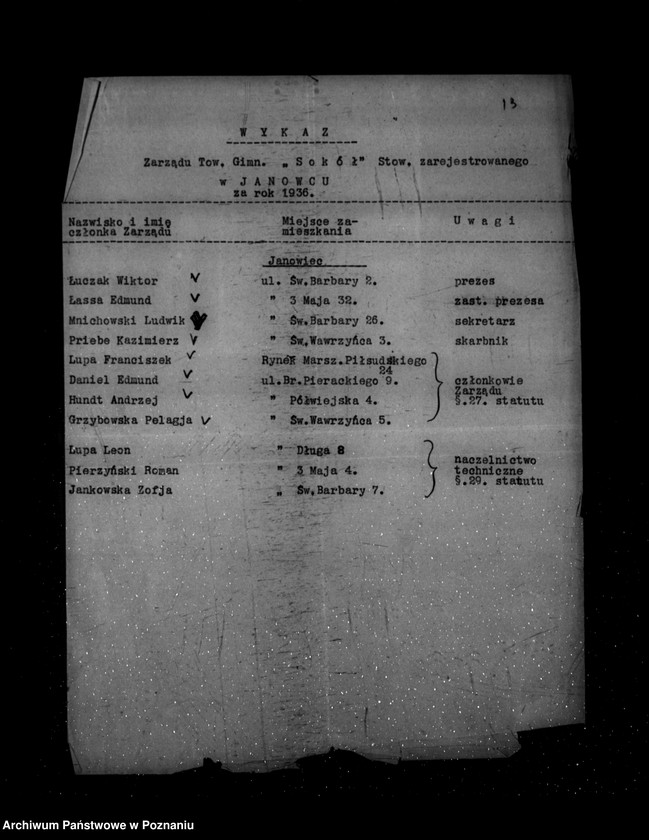 13
W Y K A Z
Zarządu Tow. Gimn. „S o k ó ł" Stow. zarejestrowanego
w J A N O W C U
za rok 1936.
Nazwisko i imię członka Zarządu Miejsce zamieszkania U w a g i
Janowiec
Łuczak Wiktor ul. Św.Barbary 2. prezes
Łassa Edmund " 3 Maja 32. zast. prezesa
Mnichowski Ludwik " Św.Barbary 26. sekretarz
Priebe Kazimierz " Św.Wawrzyńca 3. skarbnik
Lupa Franciszek Rynek Marsz.Piłsudskiego 24
Daniel Edmund ul.Br.Pierackiego 9. członkowie Zarządu
Hundt Andrzej " Półwiejska 4. §.27. statutu
Grzybowska Pelagja " Św.Wawrzyńca 5.
Lupa Leon " Długa 8 naczelnictwo
Pierzyński Roman " 3 Maja 4. techniczne
Jankowska Zofja „ Św.Barbary 7. §.29. statutu
Archiwum Państwowe w Poznaniu